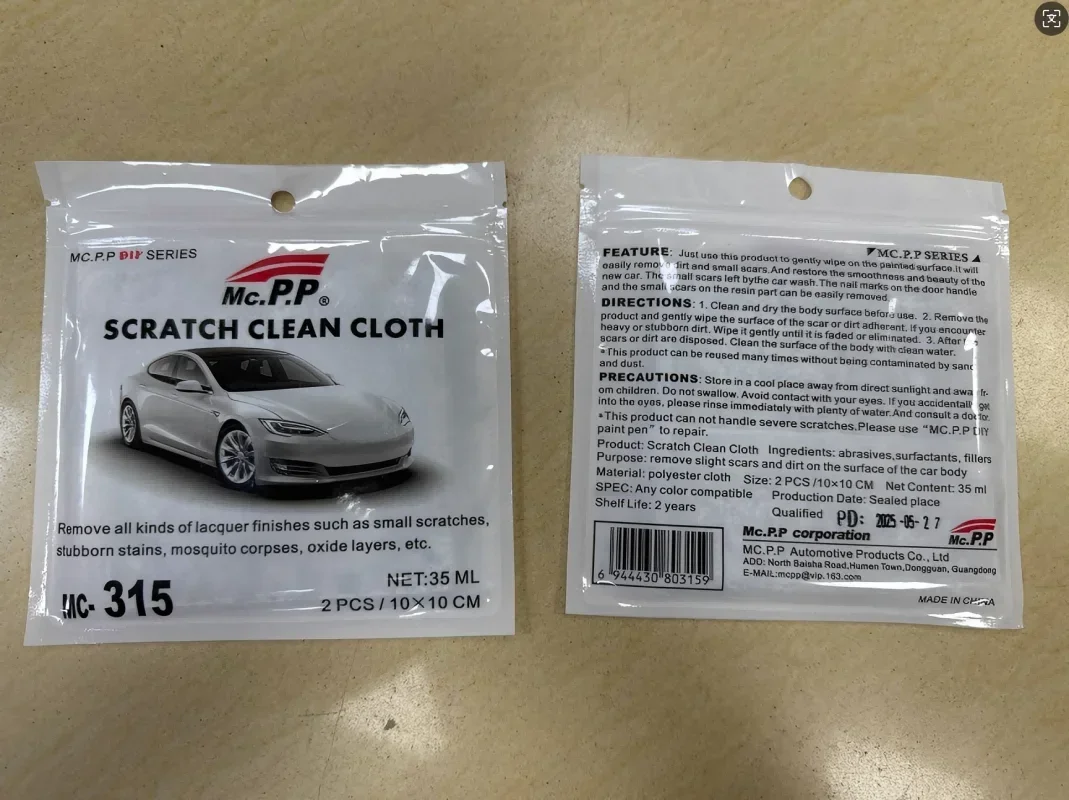 MC.P.P DIY SERIES
Mc.P.P®
SCRATCH CLEAN CLOTH
Remove all kinds of lacquer finishes such as small scratches,
stubborn stains, mosquito corpses, oxide layers, etc.
MC- 315
NET:35 ML
2 PCS / 10×10 CM
MC.P.P SERIES
FEATURE: Just use this product to gently wipe on the painted surface.It will
easily remove dirt and small scars.And restore the smoothness and beauty of the
new car. The small scars left bythe car wash.The nail marks on the door handle
and the small scars on the resin part can be easily removed
DIRECTIONS: 1. Clean and dry the body surface before use. 2. Remove the
product and gently wipe the surface of the scar or dirt adherent. If you encounter
heavy or stubborn dirt. Wipe it gently until it is faded or eliminated. 3. After the
scars or dirt are disposed. Clean the surface of the body with clean water.
*This product can be reused many times without being contaminated by sand
and dust.
PRECAUTIONS: Store in a cool place away from direct sunlight and away fr-
om children. Do not swallow. Avoid contact with your eyes. If you accidentally get
into the eyes, please rinse immediately with plenty of water.And consult a doctor.
*This product can not handle severe scratches.Please use “MC.P.P DIY
paint pen” to repair.
Product: Scratch Clean Cloth Ingredients: abrasives,surfactants, fillers
Purpose: remove slight scars and dirt on the surface of the car body
Material: polyester cloth Size: 2 PCS /10×10 CM Net Content: 35 ml
SPEC: Any color compatible Production Date: Sealed place
Shelf Life: 2 years Qualified PD: 2025-05-27
6 944430 803159
Mc.P.P corporation
Mc.P.P
MC.P.P Automotive Products Co., Ltd
ADD: North Baisha Road,Humen Town,Dongguan, Guangdong
E-MAIL:mcpp@vip.163.com
MADE IN CHINA